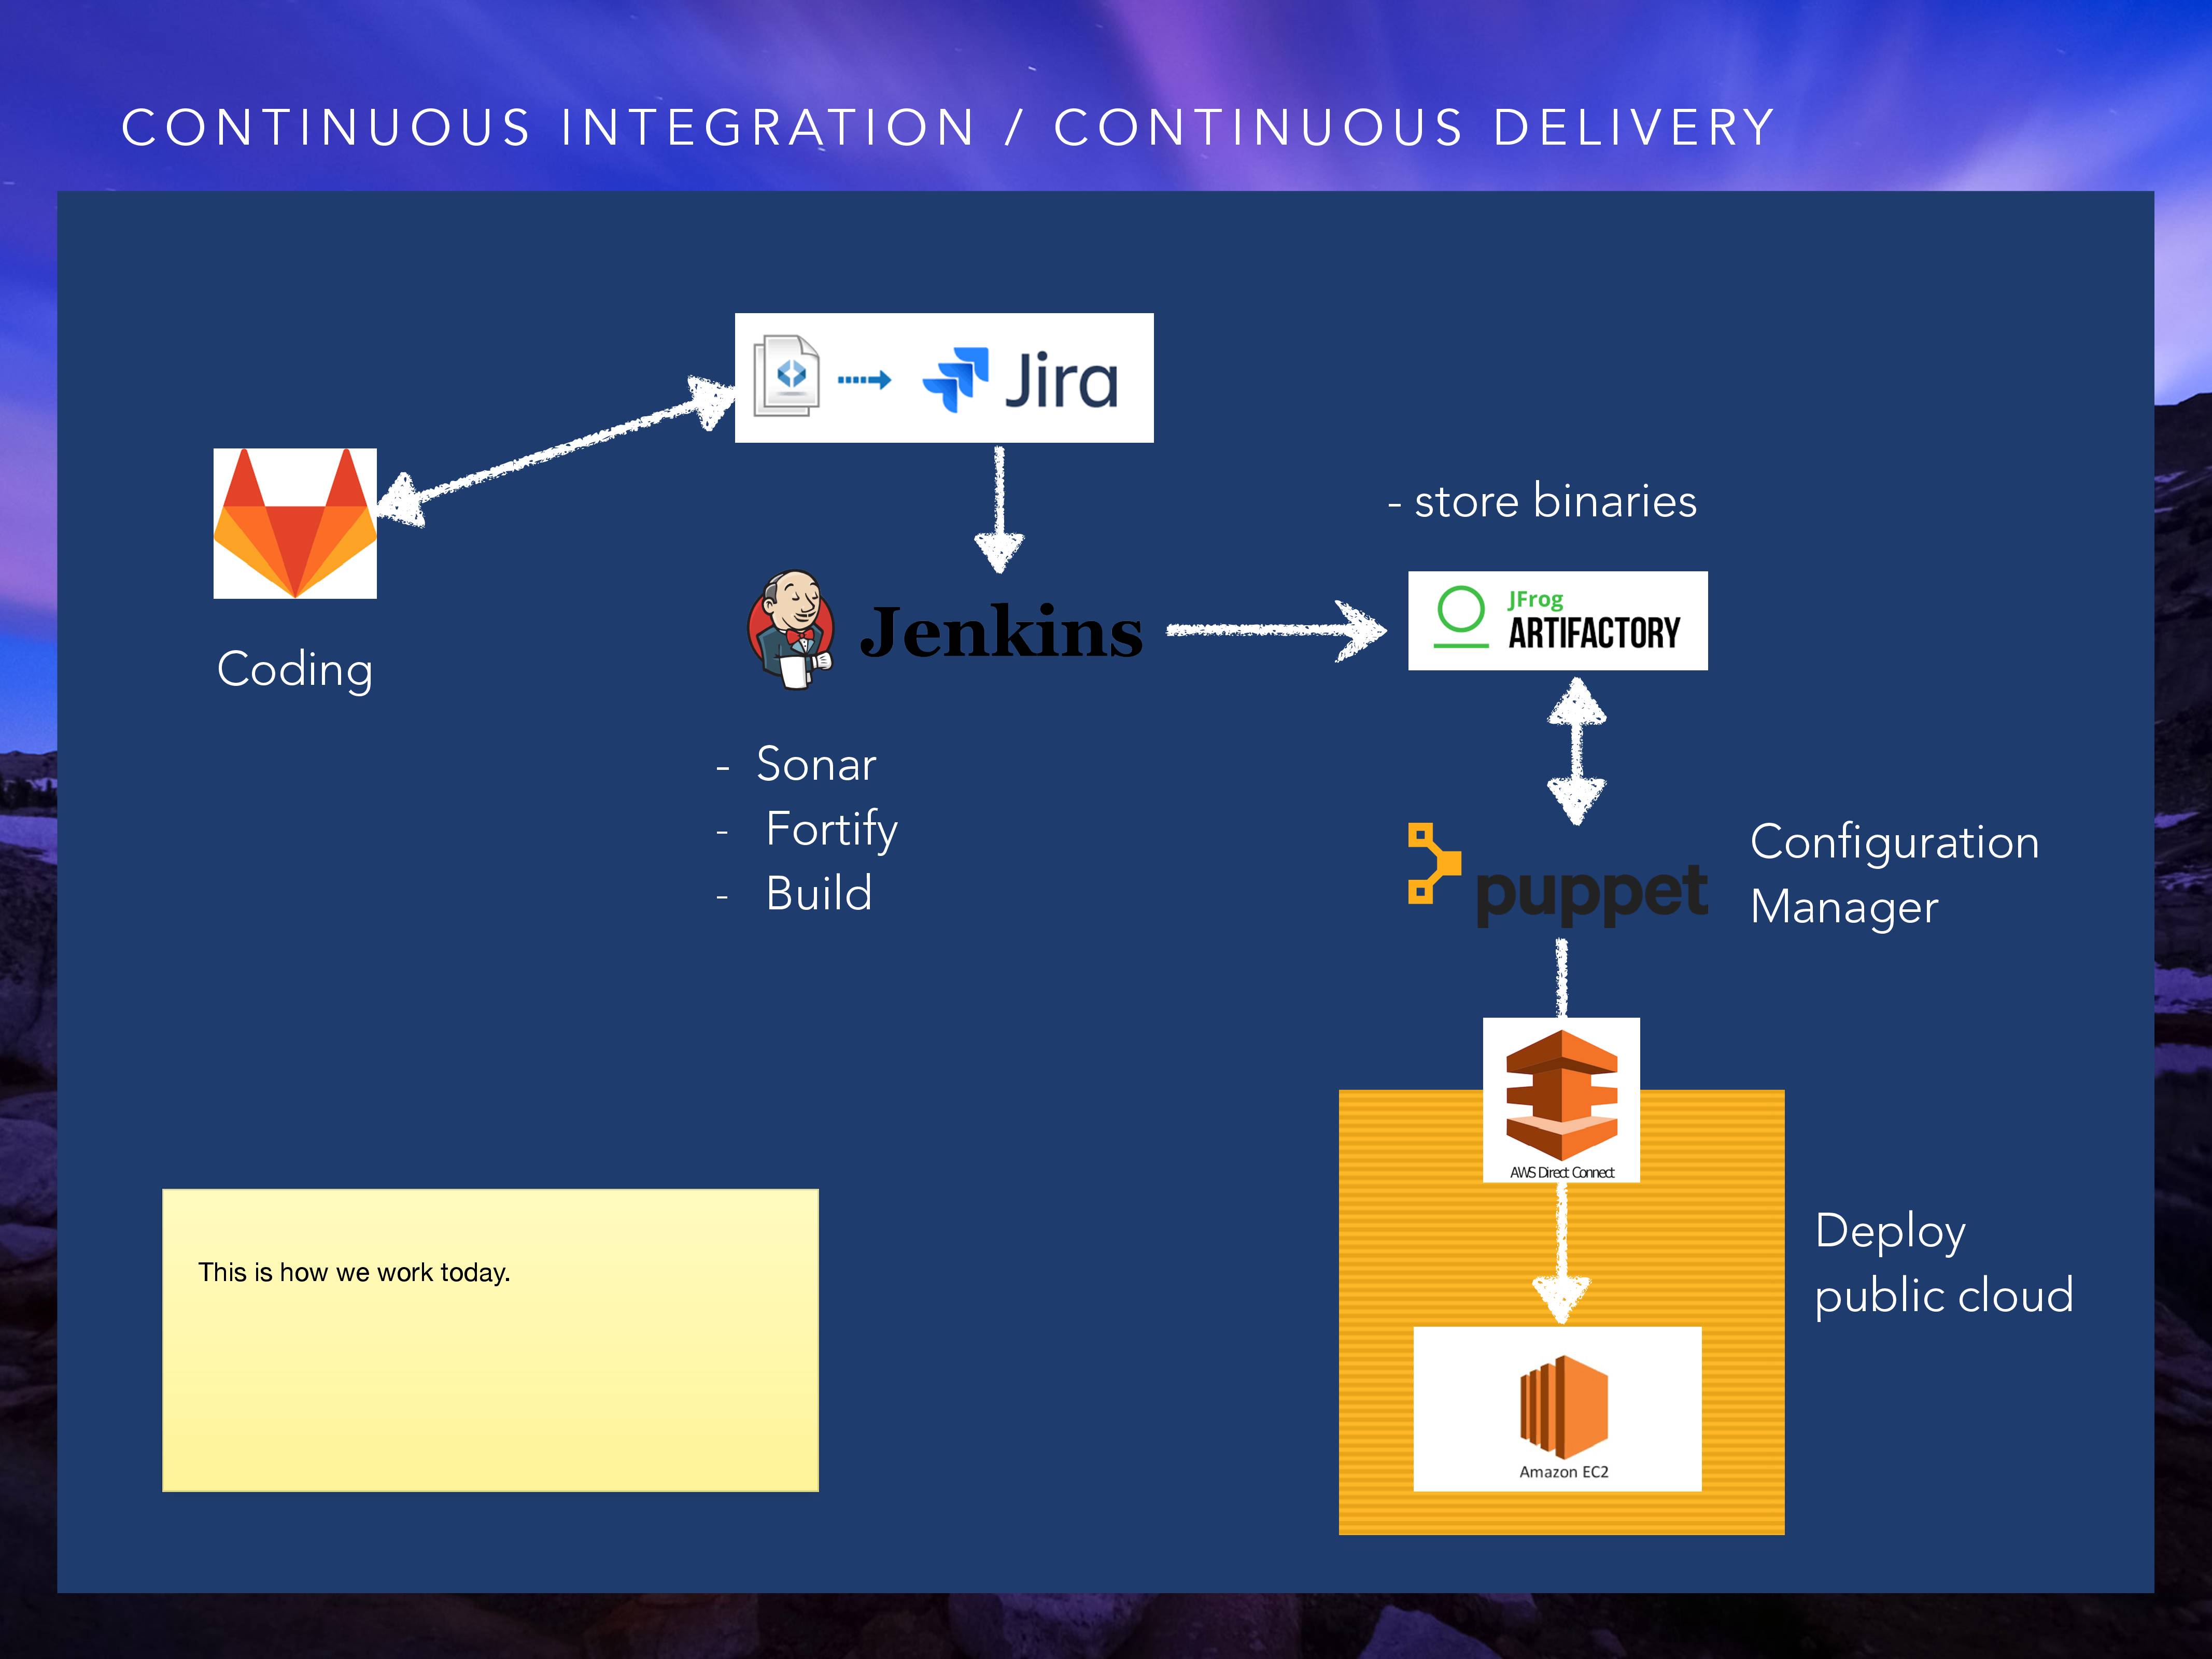 CONTINUOUS INTEGRATION / CONTINUOUS DELIVERY
Jira
- store binaries
JFrog
ARTIFACTORY
Jenkins
Coding
- Sonar
- Fortify
- Build
puppet
Configuration
Manager
AWS Direct Connect
Deploy
public cloud
This is how we work today.
Amazon EC2